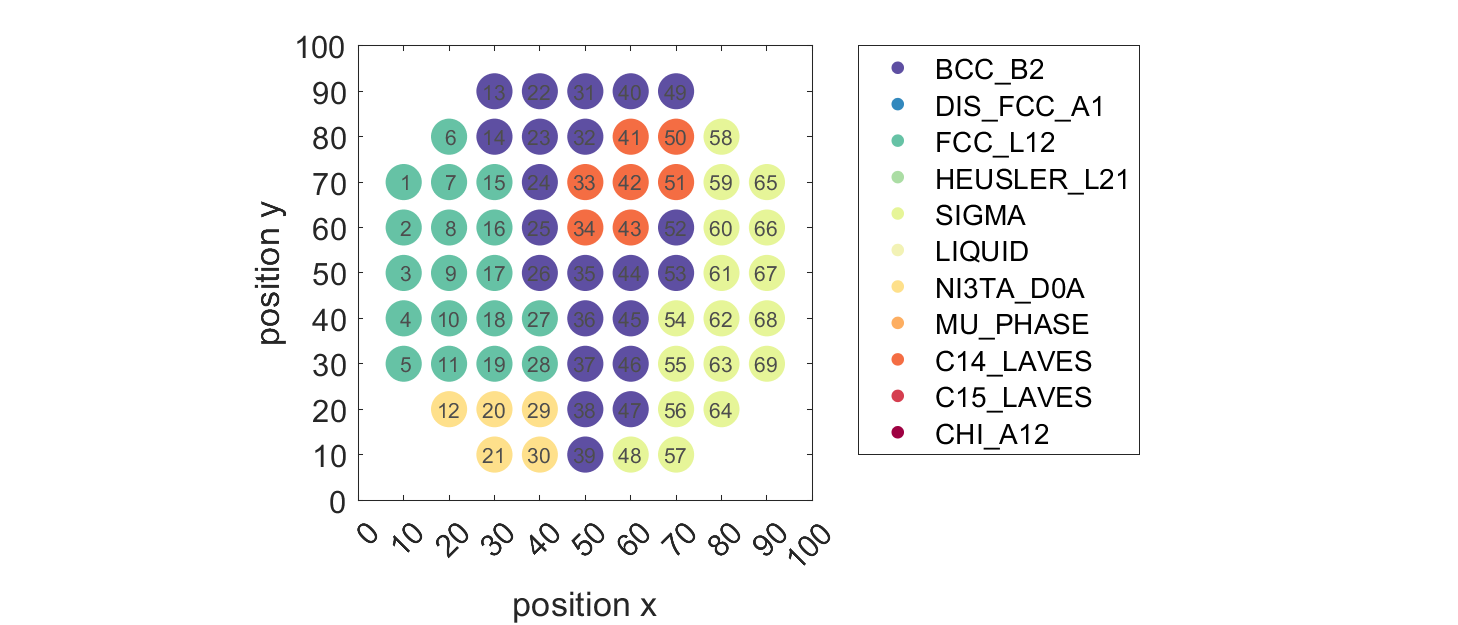 100
90
80
70
60
50
40
30
20
10
0
position y
13 22 31 40 49
6 14 23 32 41 50 58
1 7 15 24 33 42 51 59 65
2 8 16 25 34 43 52 60 66
3 9 17 26 35 44 53 61 67
4 10 18 27 36 45 54 62 68
5 11 19 28 37 46 55 63 69
12 20 29 38 47 56 64
21 30 39 48 57
0 10 20 30 40 50 60 70 80 90 100
position x
BCC_B2
DIS_FCC_A1
FCC_L12
HEUSLER_L21
SIGMA
LIQUID
NI3TA_D0A
MU_PHASE
C14_LAVES
C15_LAVES
CHI_A12